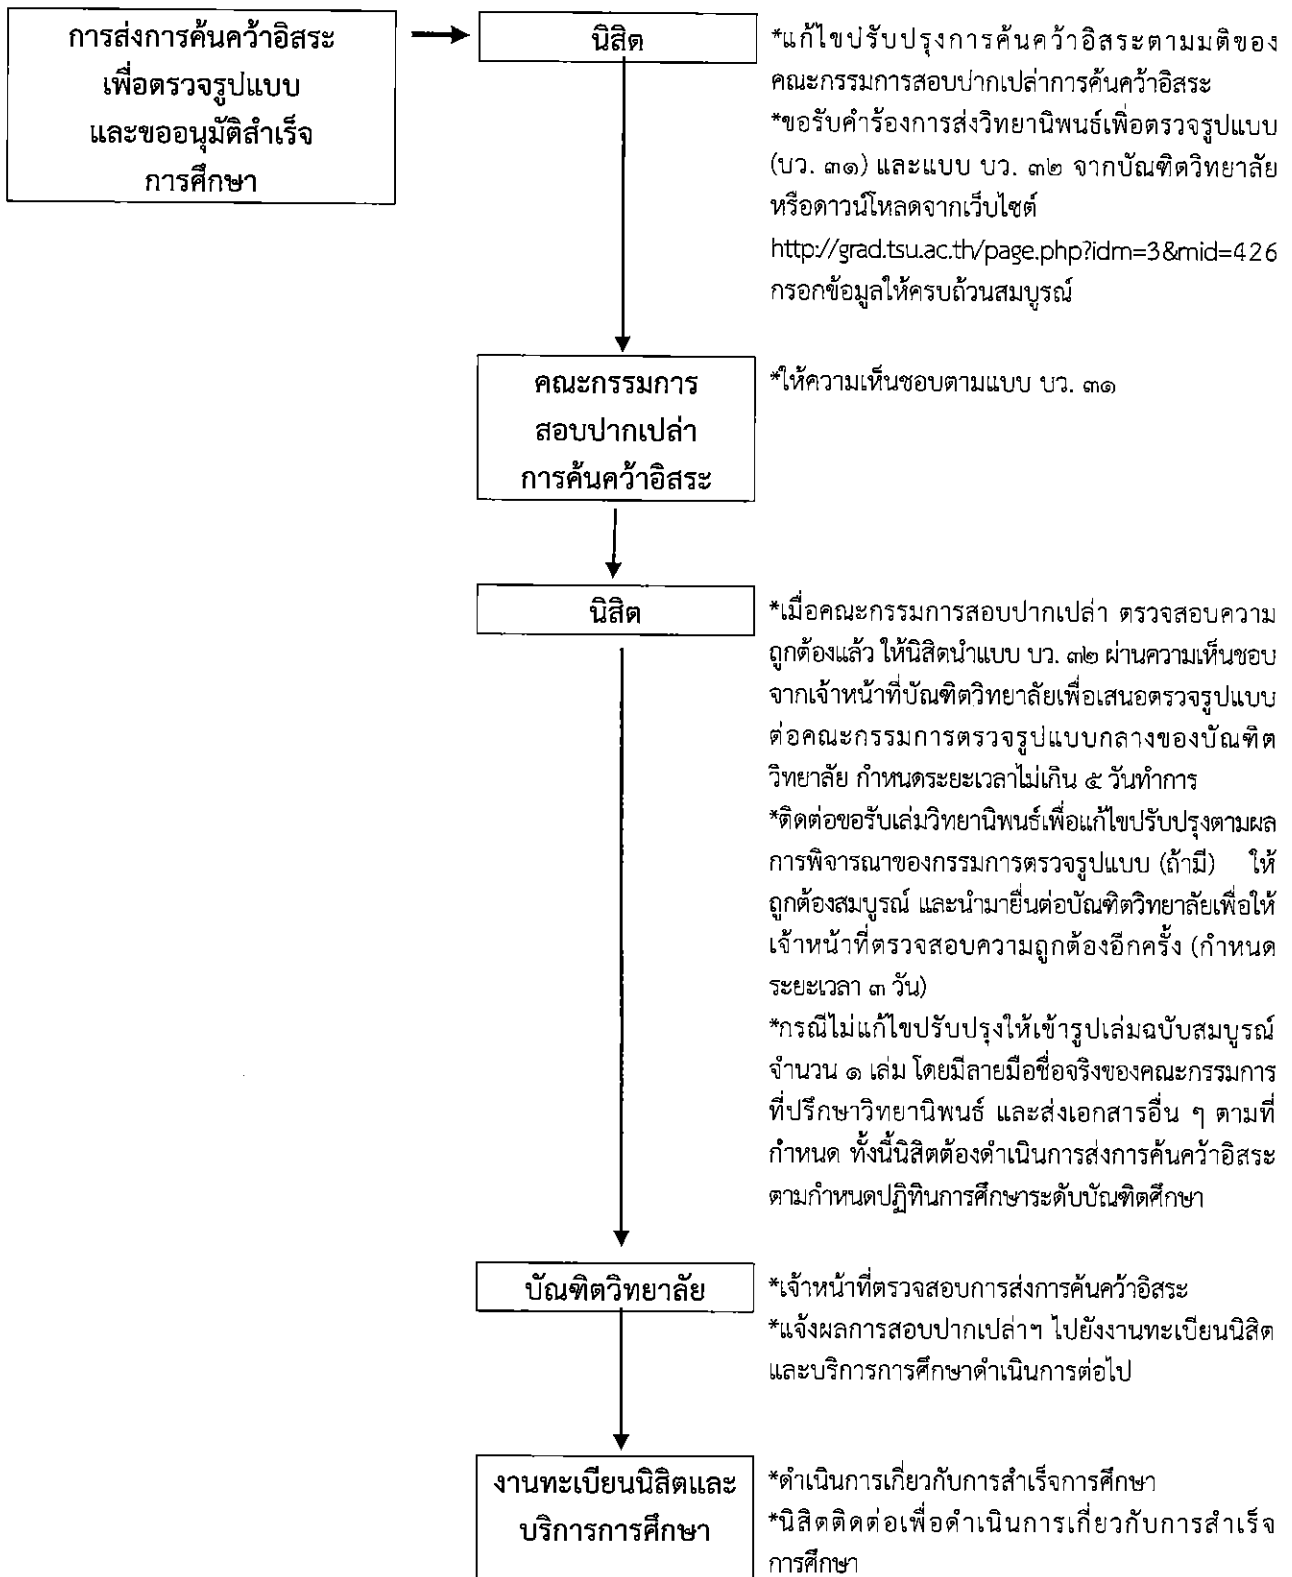 การส่งการค้นคว้าอิสระ
เพื่อตรวจรูปแบบ
และขออนุมัติสำเร็จ
การศึกษา
นิสิต
*แก้ไขปรับปรุงการค้นคว้าอิสระตามมติของ
คณะกรรมการสอบปากเปล่าการค้นคว้าอิสระ
*ขอรับคำร้องการส่งวิทยานิพนธ์เพื่อตรวจรูปแบบ
(บว. ๓๑) และแบบ บว. ๓๒ จากบัณฑิตวิทยาลัย
หรือดาวน์โหลดจากเว็บไซต์
http://grad.tsu.ac.th/page.php?idm=3&mid=426
กรอกข้อมูลให้ครบถ้วนสมบูรณ์
คณะกรรมการ
สอบปากเปล่า
การค้นคว้าอิสระ
*ให้ความเห็นชอบตามแบบ บว. ๓๑
นิสิต
*เมื่อคณะกรรมการสอบปากเปล่า ตรวจสอบความ
ถูกต้องแล้ว ให้นิสิตนำแบบ บว. ๓๒ ผ่านความเห็นชอบ
จากเจ้าหน้าที่บัณฑิตวิทยาลัยเพื่อเสนอตรวจรูปแบบ
ต่อคณะกรรมการตรวจรูปแบบกลางของบัณฑิต
วิทยาลัย กำหนดระยะเวลาไม่เกิน ๕ วันทำการ
*ติดต่อขอรับเล่มวิทยานิพนธ์เพื่อแก้ไขปรับปรุงตามผล
การพิจารณาของกรรมการตรวจรูปแบบ (ถ้ามี) ให้
ถูกต้องสมบูรณ์ และนำมายื่นต่อบัณฑิตวิทยาลัยเพื่อให้
เจ้าหน้าที่ตรวจสอบความถูกต้องอีกครั้ง (กำหนด
ระยะเวลา ๓ วัน)
*กรณีไม่แก้ไขปรับปรุงให้เข้ารูปเล่มฉบับสมบูรณ์
จำนวน ๑ เล่ม โดยมีลายมือชื่อจริงของคณะกรรมการ
ที่ปรึกษาวิทยานิพนธ์ และส่งเอกสารอื่น ๆ ตามที่
กำหนด ทั้งนี้นิสิตต้องดำเนินการส่งการค้นคว้าอิสระ
ตามกำหนดปฏิทินการศึกษาระดับบัณฑิตศึกษา
บัณฑิตวิทยาลัย
*เจ้าหน้าที่ตรวจสอบการส่งการค้นคว้าอิสระ
*แจ้งผลการสอบปากเปล่าฯ ไปยังงานทะเบียนนิสิต
และบริการการศึกษาดำเนินการต่อไป
งานทะเบียนนิสิตและ
บริการการศึกษา
*ดำเนินการเกี่ยวกับการสำเร็จการศึกษา
*นิสิตติดต่อเพื่อดำเนินการเกี่ยวกับการสำเร็จ
การศึกษา